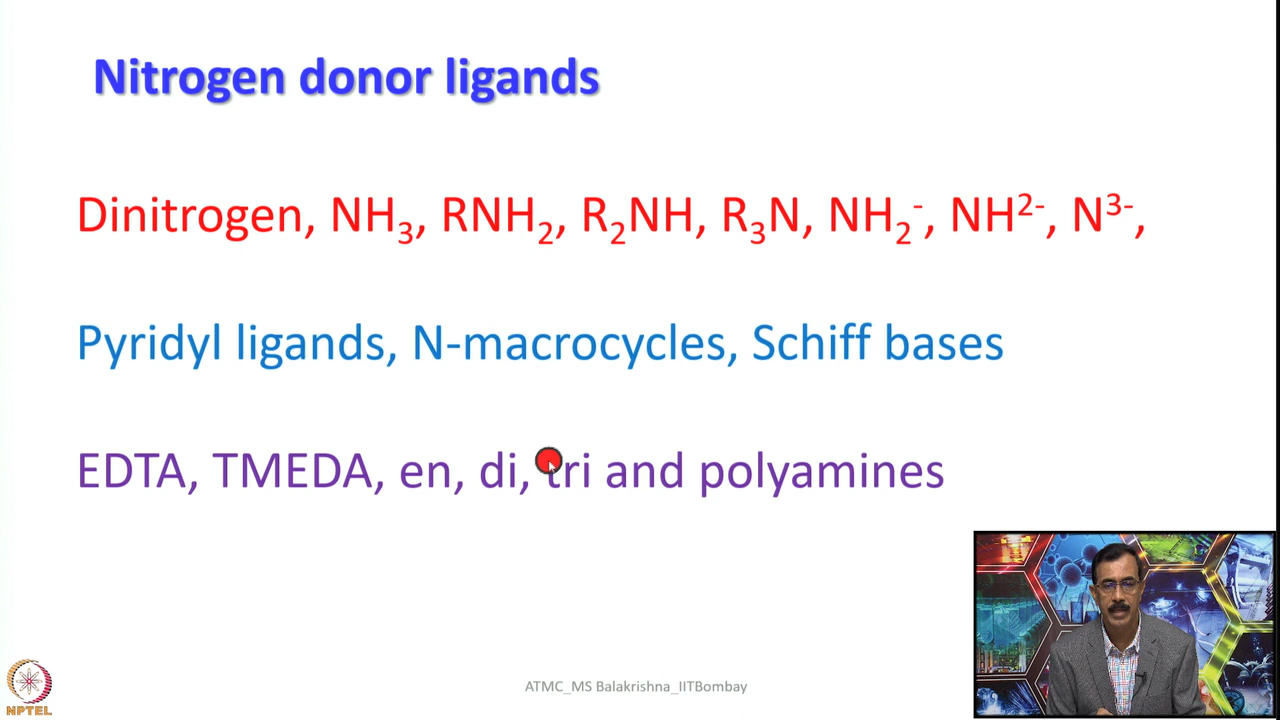 Nitrogen donor ligands
Dinitrogen, NH₃, RNH₂, R₂NH, R₃N, NH₂⁻, NH²⁻, N³⁻,
Pyridyl ligands, N-macrocycles, Schiff bases
EDTA, TMEDA, en, di, tri and polyamines
ATMC_MS Balakrishna_IITBombay
NPTEL